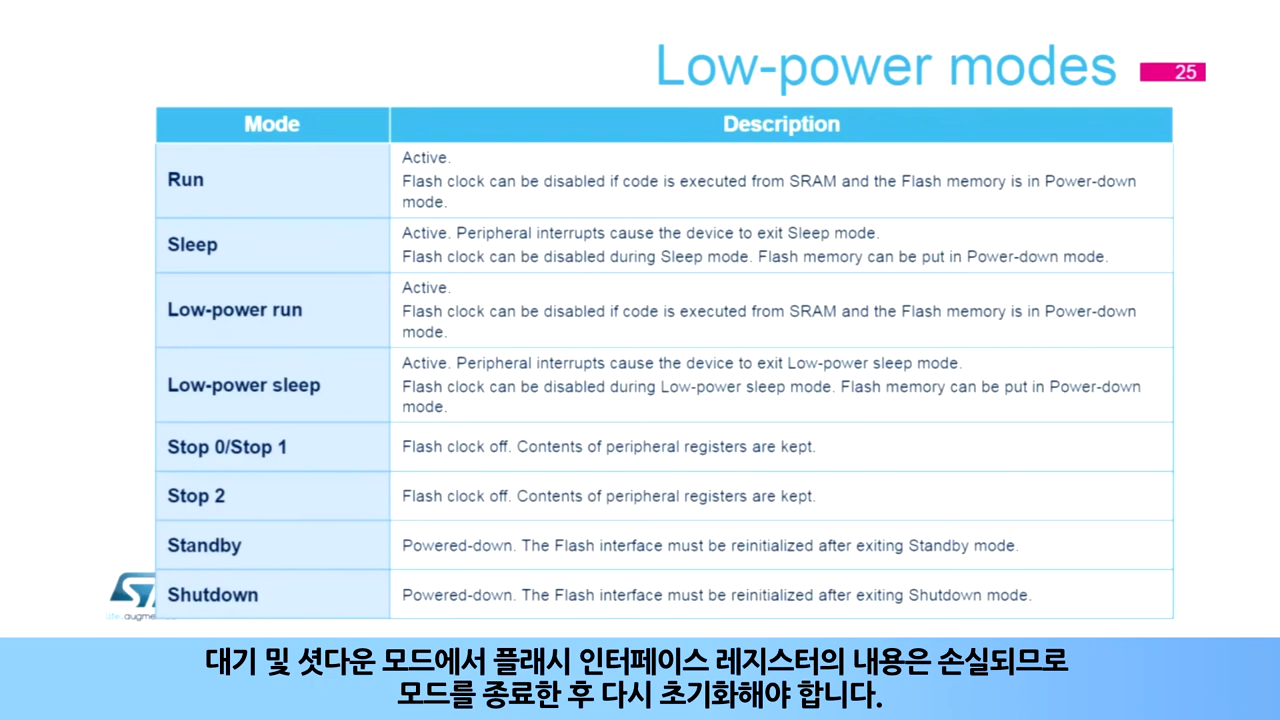 Low-power modes
25
Mode
Description
Run
Active.
Flash clock can be disabled if code is executed from SRAM and the Flash memory is in Power-down
mode.
Sleep
Active. Peripheral interrupts cause the device to exit Sleep mode.
Flash clock can be disabled during Sleep mode. Flash memory can be put in Power-down mode.
Low-power run
Active.
Flash clock can be disabled if code is executed from SRAM and the Flash memory is in Power-down
mode.
Low-power sleep
Active. Peripheral interrupts cause the device to exit Low-power sleep mode.
Flash clock can be disabled during Low-power sleep mode. Flash memory can be put in Power-down
mode.
Stop 0/Stop 1
Flash clock off. Contents of peripheral registers are kept.
Stop 2
Flash clock off. Contents of peripheral registers are kept.
Standby
Powered-down. The Flash interface must be reinitialized after exiting Standby mode.
Shutdown
Powered-down. The Flash interface must be reinitialized after exiting Shutdown mode.
대기 및 셧다운 모드에서 플래시 인터페이스 레지스터의 내용은 손실되므로
모드를 종료한 후 다시 초기화해야 합니다.